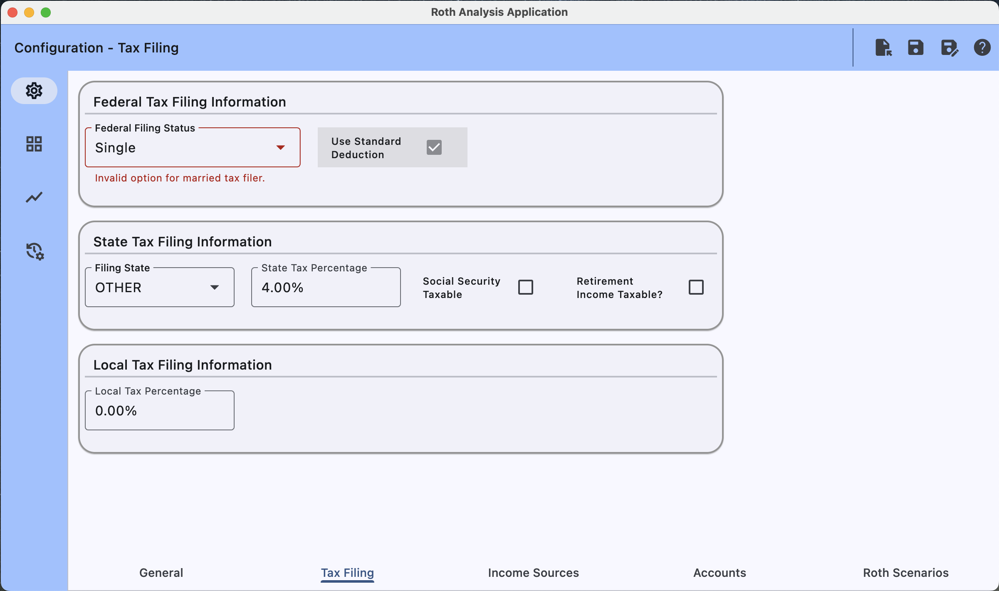 Roth Analysis Application
Configuration - Tax Filing
Federal Tax Filing Information
Federal Filing Status
Single
Invalid option for married tax filer.
Use Standard
Deduction
State Tax Filing Information
Filing State
OTHER
State Tax Percentage
4.00%
Social Security
Taxable
Retirement
Income Taxable?
Local Tax Filing Information
Local Tax Percentage
0.00%
General
Tax Filing
Income Sources
Accounts
Roth Scenarios